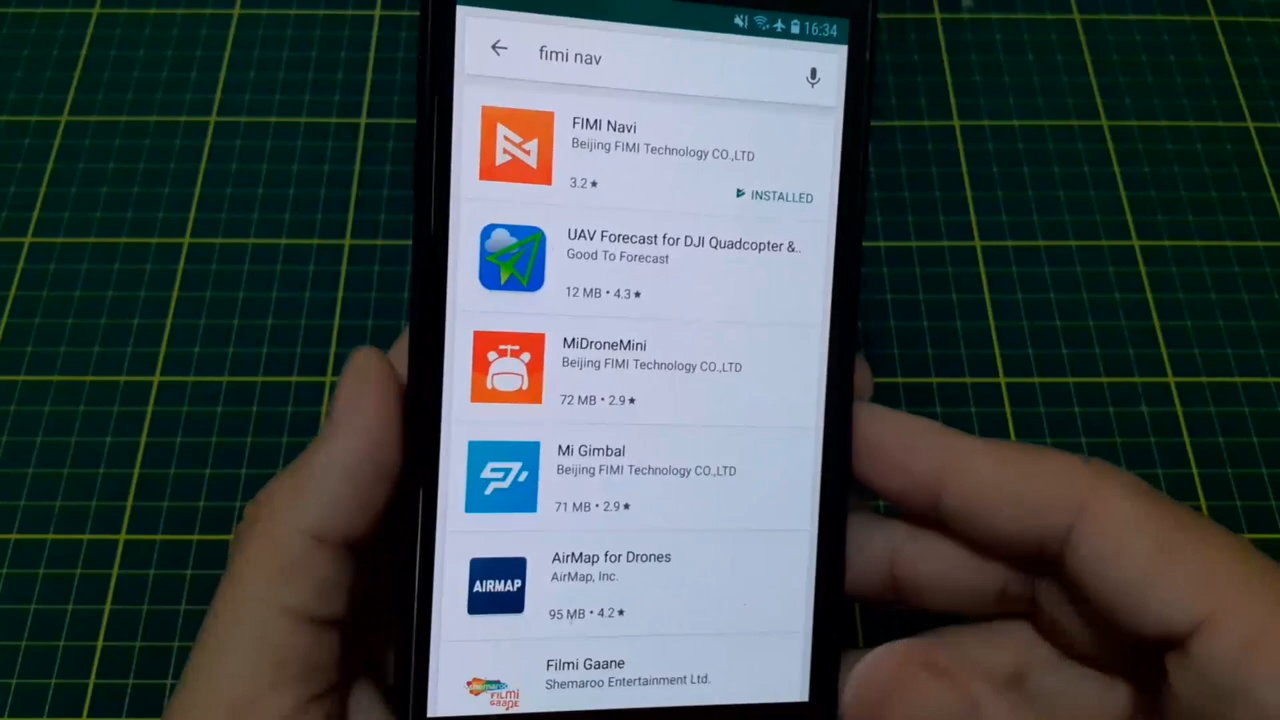 16:34
fimi nav
FIMI Navi
Beijing FIMI Technology CO.,LTD
3.2★
INSTALLED
UAV Forecast for DJI Quadcopter &..
Good To Forecast
12 MB • 4.3★
MiDroneMini
Beijing FIMI Technology CO.,LTD
72 MB • 2.9★
Mi Gimbal
Beijing FIMI Technology CO.,LTD
71 MB • 2.9★
AIRMAP
AirMap for Drones
AirMap, Inc.
95 MB • 4.2★
Filmi Gaane
Shemaroo Entertainment Ltd.
shemaroo
FILMI
GAANE